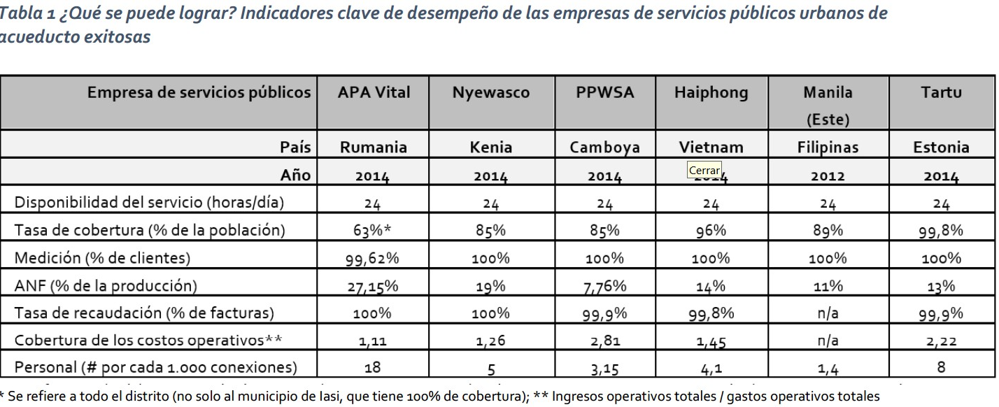 Tabla 1 ¿Qué se puede lograr? Indicadores clave de desempeño de las empresas de servicios públicos urbanos de
acueducto exitosas
Empresa de servicios públicos APA Vital Nyewasco PPWSA Haiphong Manila (Este) Tartu
País Rumania Kenia Camboya Vietnam Filipinas Estonia
Año 2014 2014 2014 2012 2014
Cerrar
Disponibilidad del servicio (horas/día) 24 24 24 24 24 24
Tasa de cobertura (% de la población) 63%* 85% 85% 96% 89% 99,8%
Medición (% de clientes) 99,62% 100% 100% 100% 100% 100%
ANF (% de la producción) 27,15% 19% 7,76% 14% 11% 13%
Tasa de recaudación (% de facturas) 100% 100% 99,9% 99,8% n/a 99,9%
Cobertura de los costos operativos** 1,11 1,26 2,81 1,45 n/a 2,22
Personal (# por cada 1.000 conexiones) 18 5 3,15 4,1 1,4 8
* Se refiere a todo el distrito (no solo al municipio de Iasi, que tiene 100% de cobertura); ** Ingresos operativos totales / gastos operativos totales